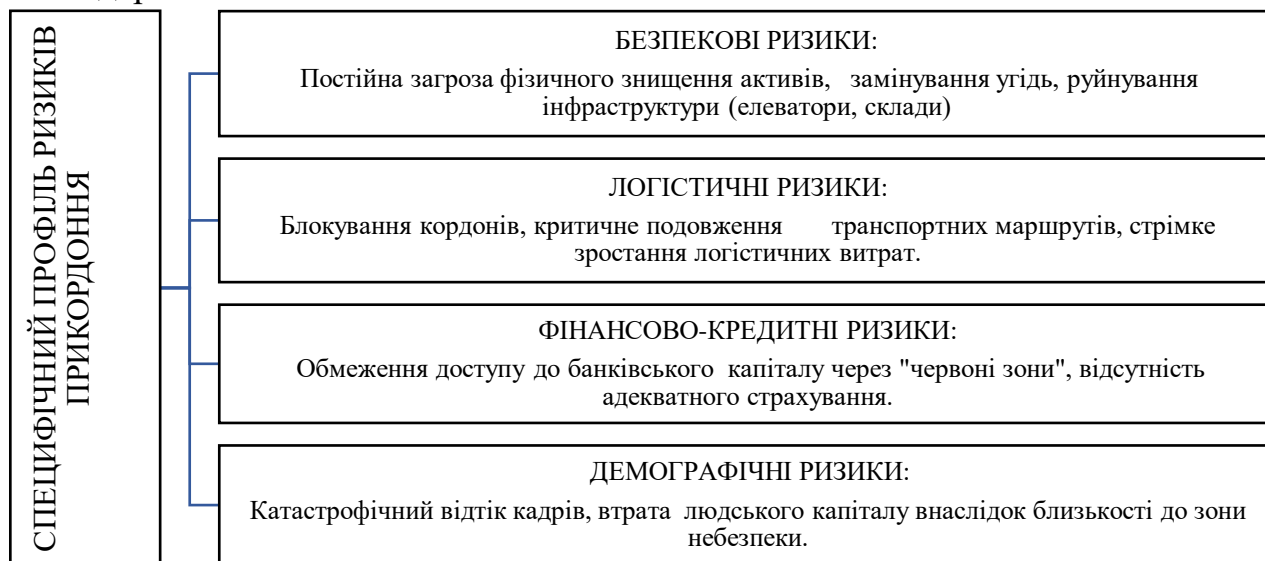 СПЕЦИФІЧНИЙ ПРОФІЛЬ РИЗИКІВ
ПРИКОРДОННЯ
БЕЗПЕКОВІ РИЗИКИ:
Постійна загроза фізичного знищення активів, замінування угідь, руйнування
інфраструктури (елеватори, склади)
ЛОГІСТИЧНІ РИЗИКИ:
Блокування кордонів, критичне подовження транспортних маршрутів, стрімке
зростання логістичних витрат.
ФІНАНСОВО-КРЕДИТНІ РИЗИКИ:
Обмеження доступу до банківського капіталу через "червоні зони", відсутність
адекватного страхування.
ДЕМОГРАФІЧНІ РИЗИКИ:
Катастрофічний відтік кадрів, втрата людського капіталу внаслідок близькості до зони
небезпеки.